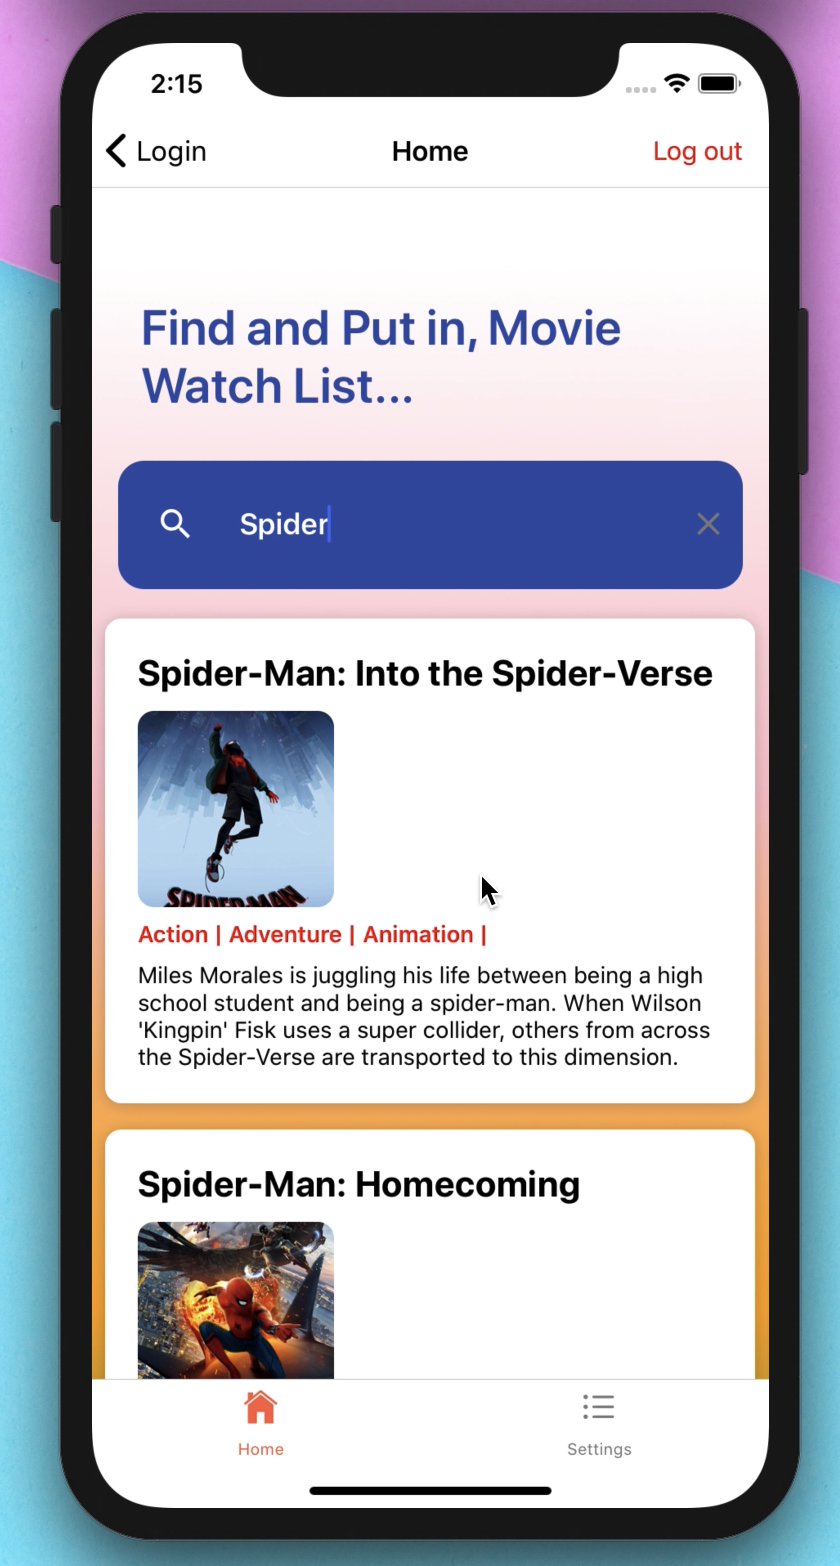 2:15
Login
Home
Log out
Find and Put in, Movie
Watch List...
Spider
Spider-Man: Into the Spider-Verse
SPIDER-MAN
Action | Adventure | Animation |
Miles Morales is juggling his life between being a high
school student and being a spider-man. When Wilson
'Kingpin' Fisk uses a super collider, others from across
the Spider-Verse are transported to this dimension.
Spider-Man: Homecoming
Home
Settings